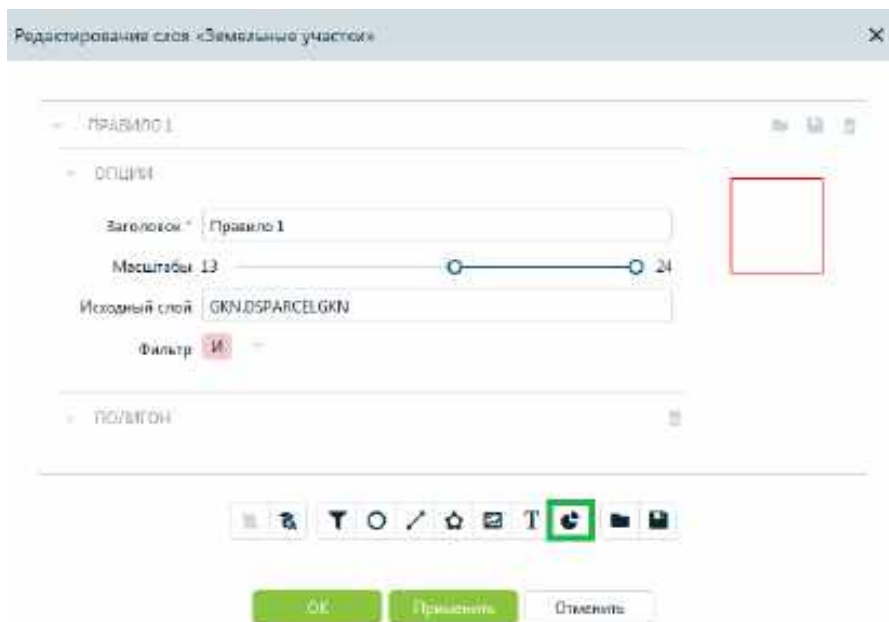 Редактирование слоя «Земельные участки»
ПРАВИЛО 1
ОПЦИИ
Заголовок * Правило 1
Масштабы 13 24
Исходный слой GKN.DSPARCELGKN
Фильтр И
ПОЛИГОН
T
ОК Применить Отменить